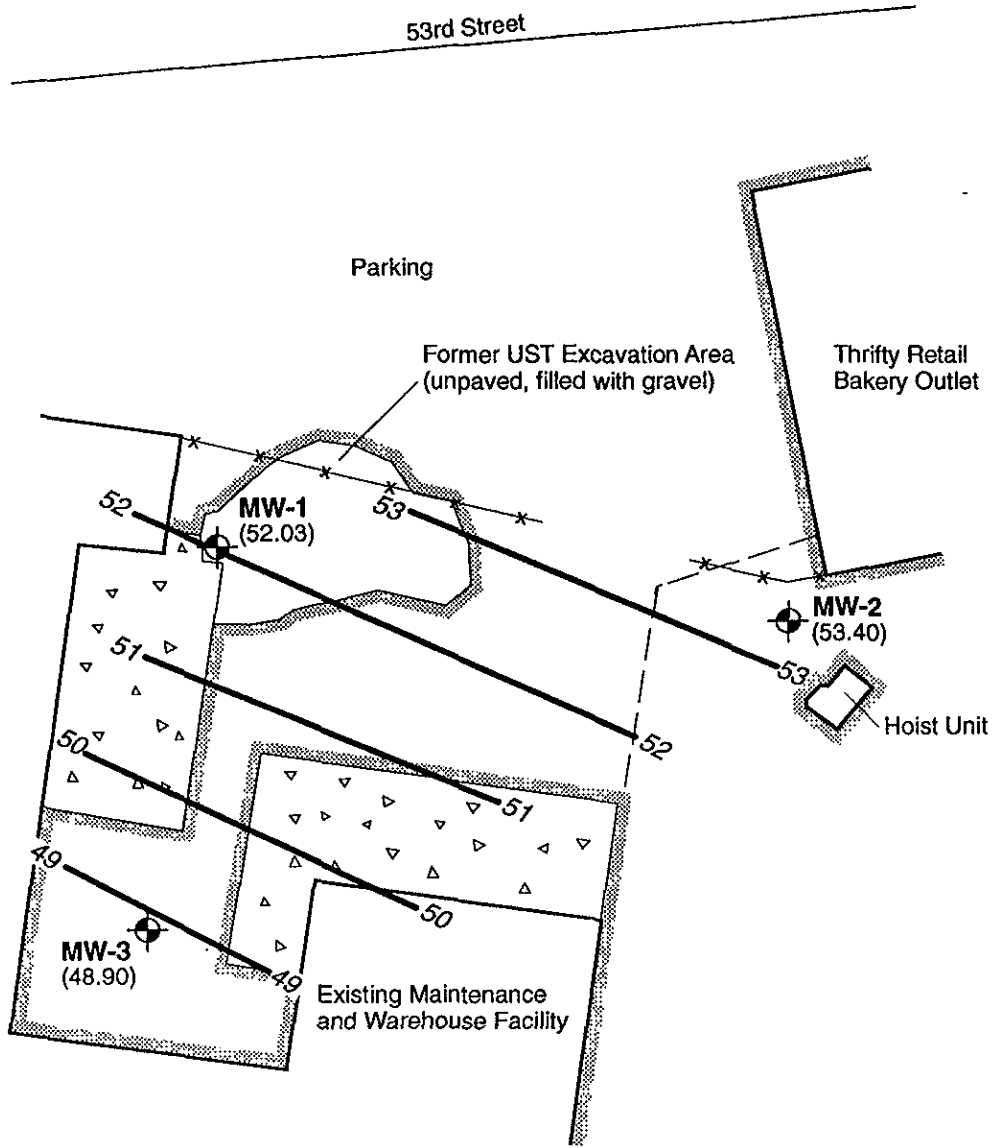 53rd Street
Parking
Former UST Excavation Area
(unpaved, filled with gravel)
Thrifty Retail
Bakery Outlet
52
MW-1
(52.03)
53
MW-2
(53.40)
53
Hoist Unit
51
52
50
51
49
50
MW-3
(48.90)
49
Existing Maintenance
and Warehouse Facility